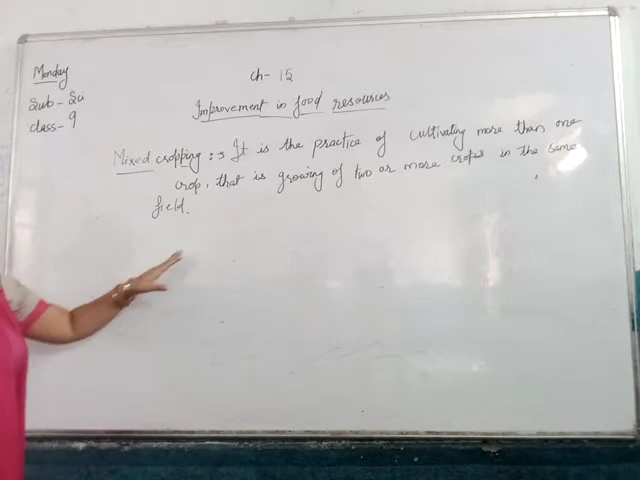 Monday
Sub - Sci
class - 9
Ch - 15
Improvement in food resources
Mixed cropping :- It is the practice of cultivating more than one
crop, that is growing of two or more crops in the same
field.